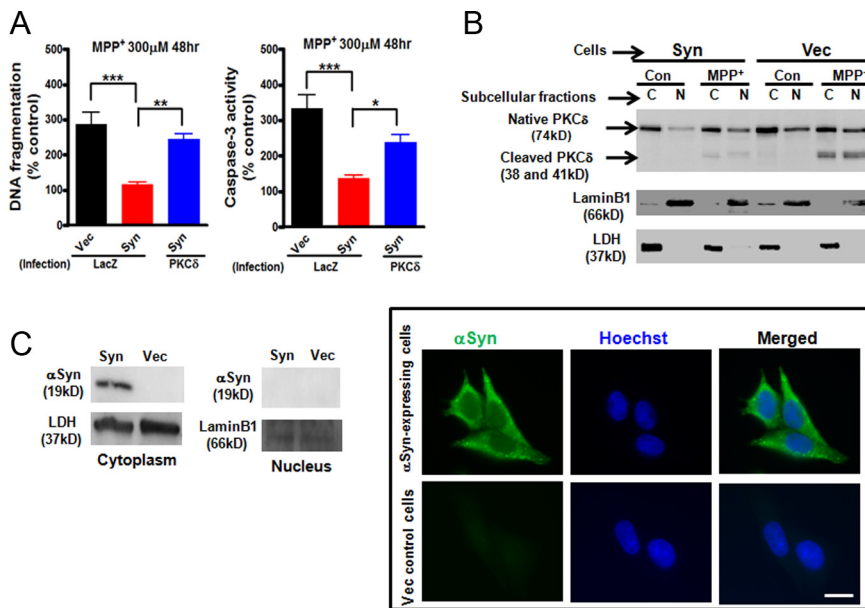 A
MPP⁺ 300μM 48hr
DNA fragmentation
(% control)
500
400
300
200
100
0
***
**
Vec
Syn
Syn
(Infection)
LacZ
PKCδ
MPP⁺ 300μM 48hr
Caspase-3 activity
(% control)
500
400
300
200
100
0
***
*
Vec
Syn
Syn
(Infection)
LacZ
PKCδ
B
Cells
Syn
Vec
Con
MPP⁺
Con
MPP⁺
Subcellular fractions
C N C N C N C N
Native PKCδ
(74kD)
Cleaved PKCδ
(38 and 41kD)
LaminB1
(66kD)
LDH
(37kD)
C
Syn Vec
αSyn
(19kD)
LDH
(37kD)
Cytoplasm
Syn Vec
αSyn
(19kD)
LaminB1
(66kD)
Nucleus
αSyn
Hoechst
Merged
αSyn-expressing cells
Vec control cells